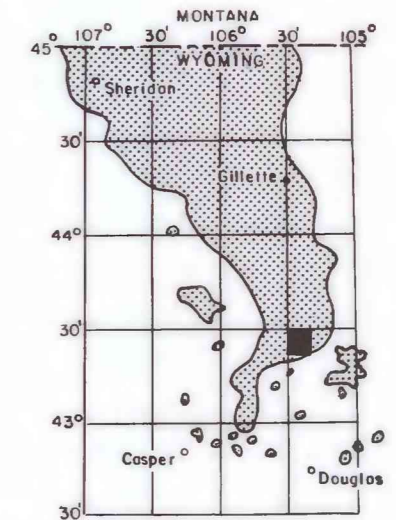 MONTANA
45° 107° 30' 106° 30' 105°
WYOMING
Sheridan
30'
Gillette
44°
30'
43°
Casper
Douglas
30'